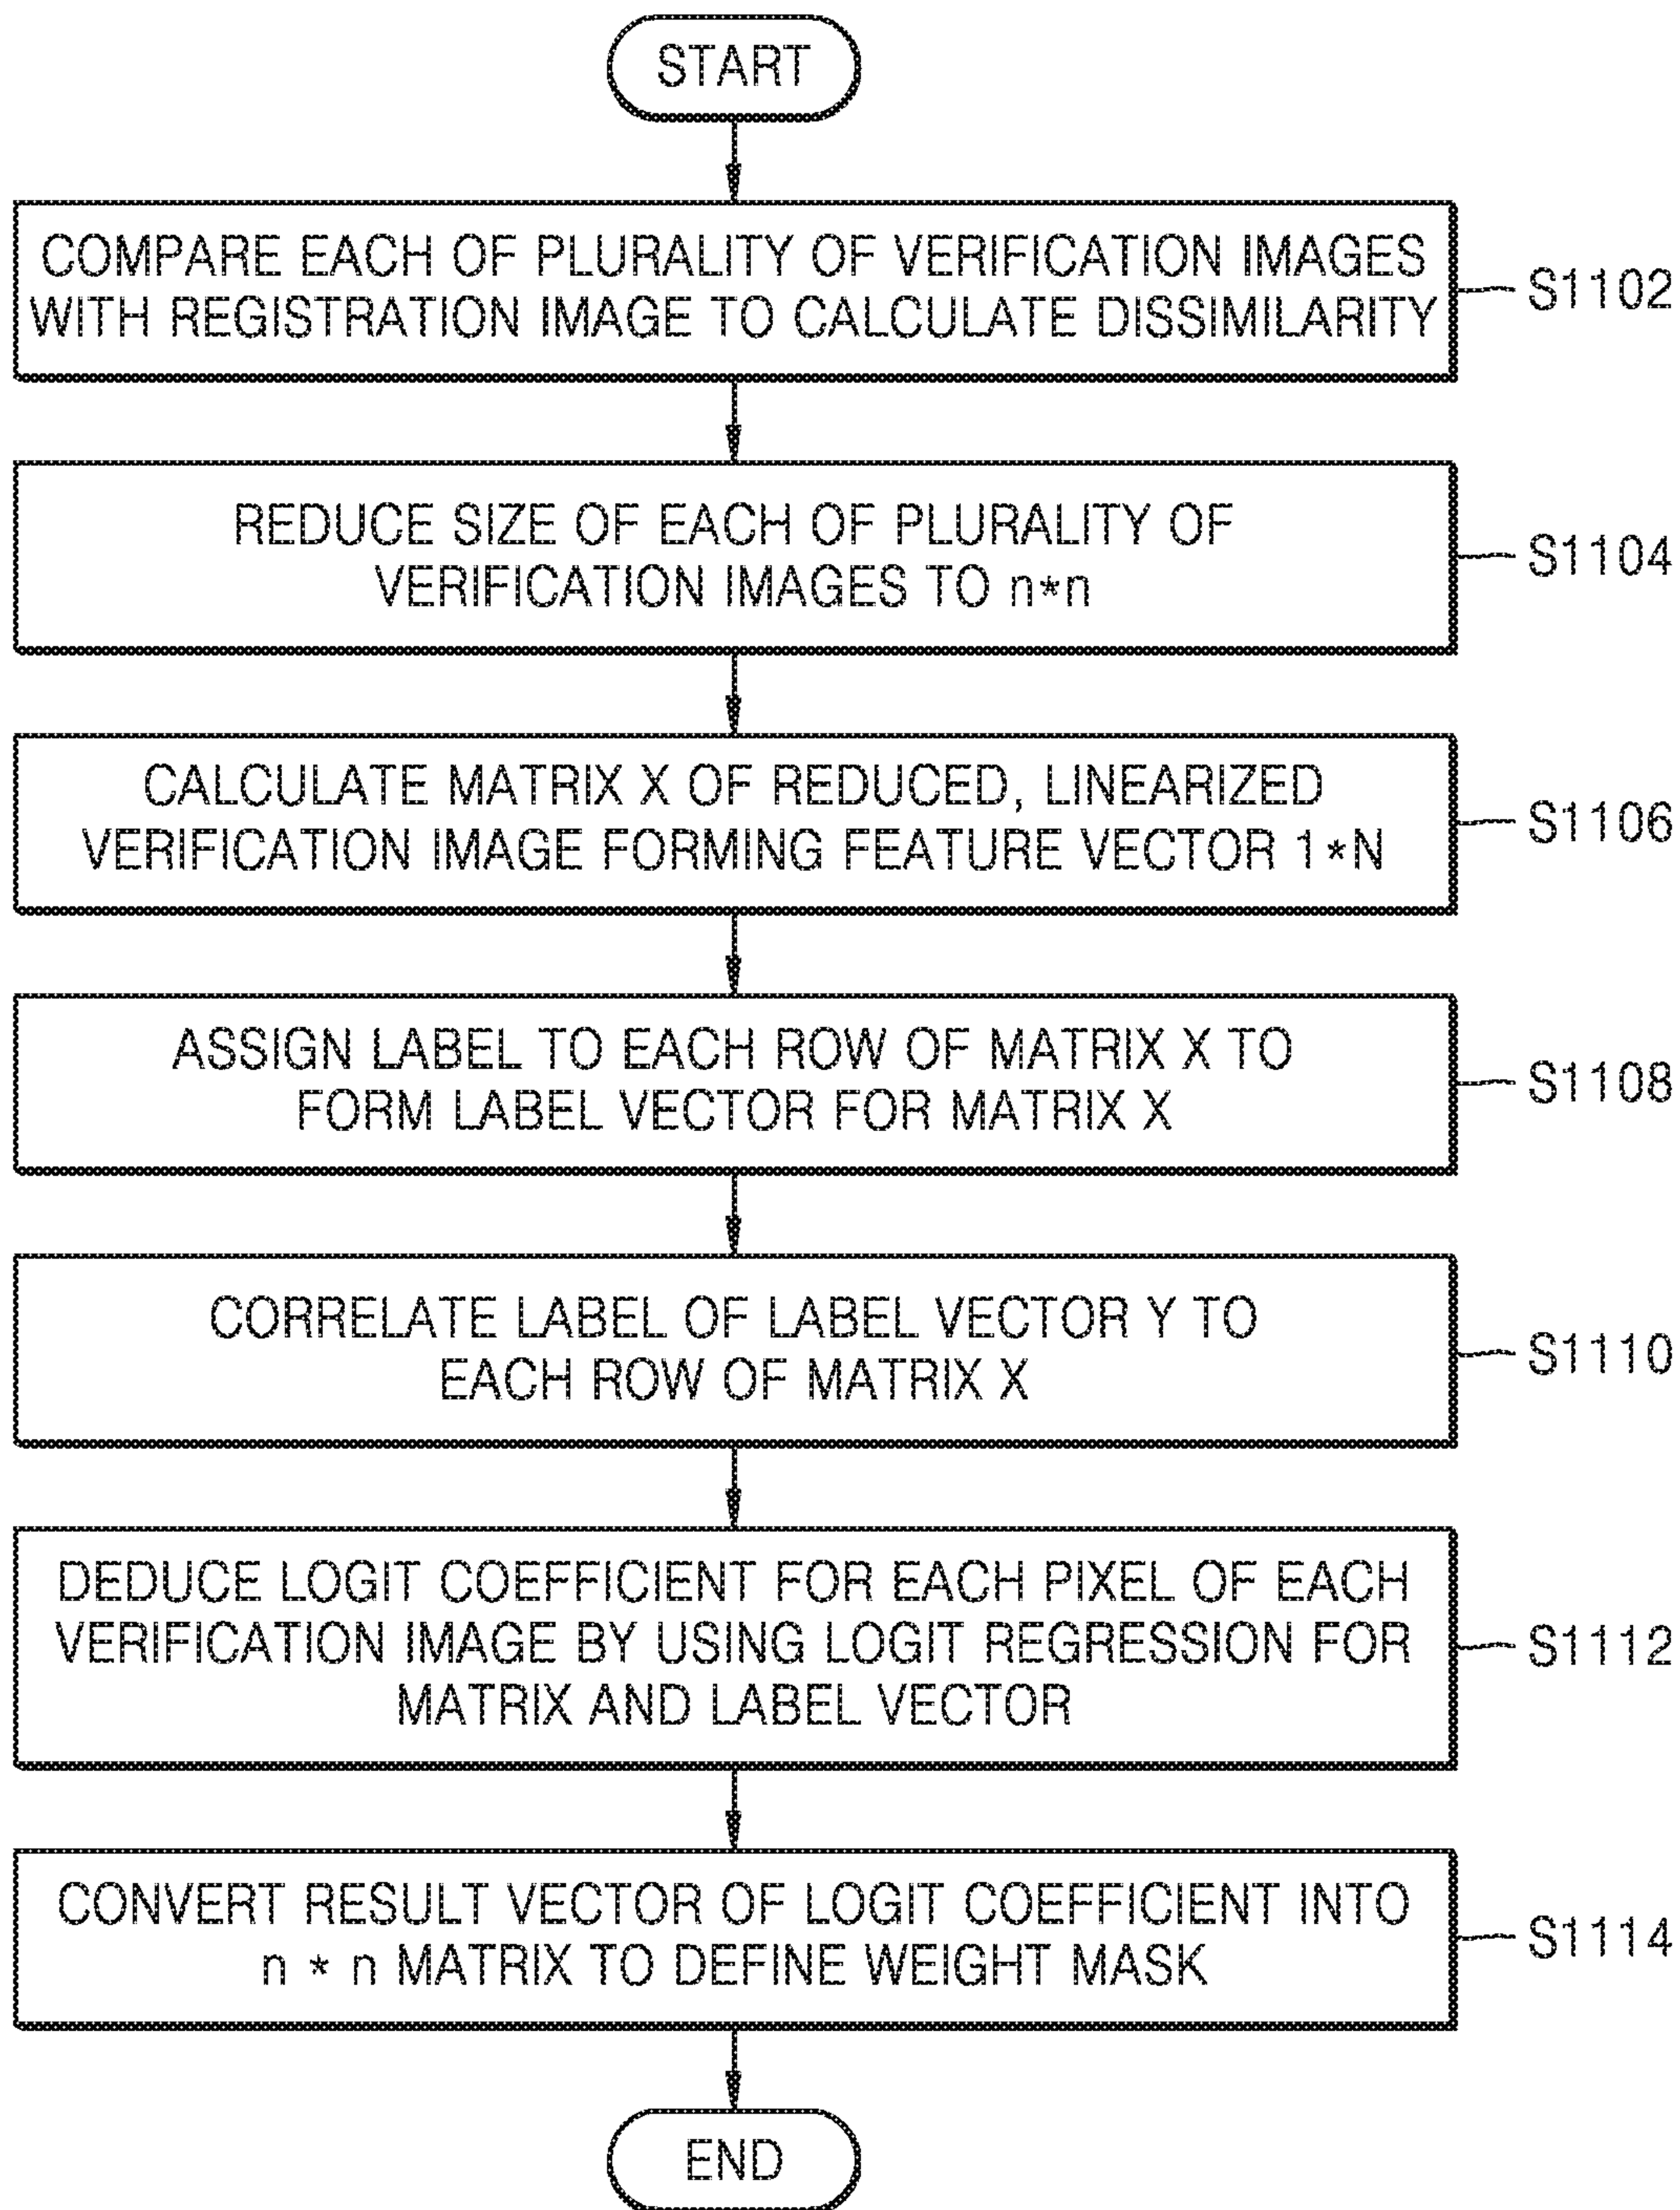 START
COMPARE EACH OF PLURALITY OF VERIFICATION IMAGES
WITH REGISTRATION IMAGE TO CALCULATE DISSIMILARITY
S1102
REDUCE SIZE OF EACH OF PLURALITY OF
VERIFICATION IMAGES TO n*n
S1104
CALCULATE MATRIX X OF REDUCED, LINEARIZED
VERIFICATION IMAGE FORMING FEATURE VECTOR 1*N
S1106
ASSIGN LABEL TO EACH ROW OF MATRIX X TO
FORM LABEL VECTOR FOR MATRIX X
S1108
CORRELATE LABEL OF LABEL VECTOR Y TO
EACH ROW OF MATRIX X
S1110
DEDUCE LOGIT COEFFICIENT FOR EACH PIXEL OF EACH
VERIFICATION IMAGE BY USING LOGIT REGRESSION FOR
MATRIX AND LABEL VECTOR
S1112
CONVERT RESULT VECTOR OF LOGIT COEFFICIENT INTO
n * n MATRIX TO DEFINE WEIGHT MASK
S1114
END